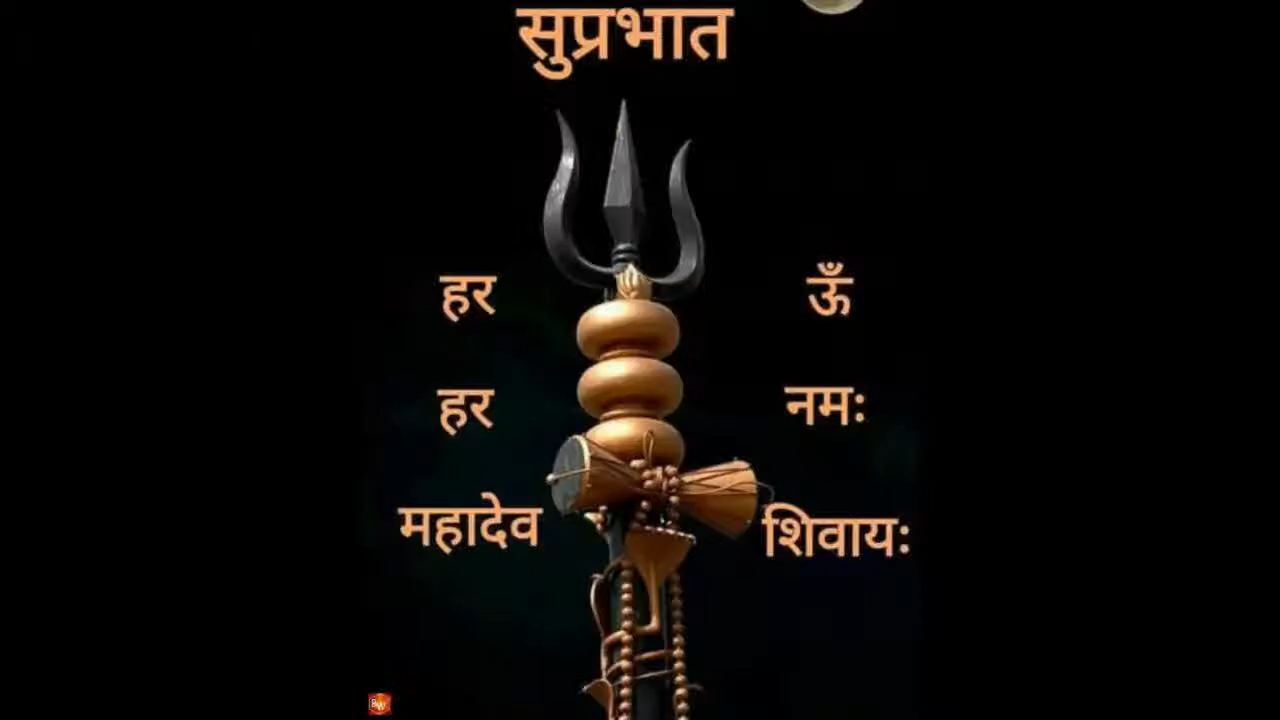 सुप्रभात
हर
हर
महादेव
ऊँ
नमः
शिवायः